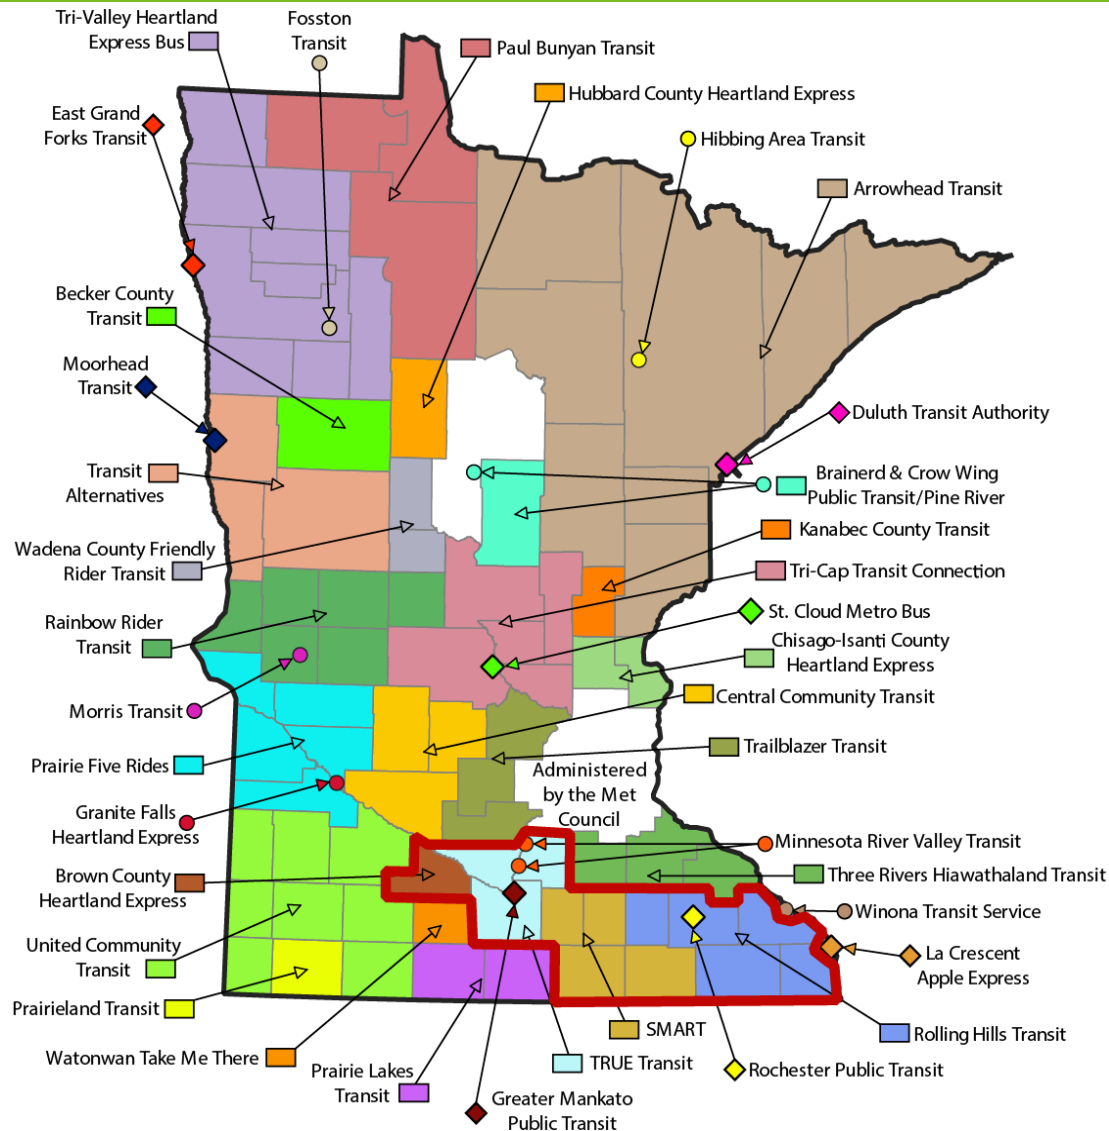 Tri-Valley Heartland
Express Bus
Fosston
Transit
Paul Bunyan Transit
Hubbard County Heartland Express
East Grand
Forks Transit
Hibbing Area Transit
Arrowhead Transit
Becker County
Transit
Moorhead
Transit
Duluth Transit Authority
Transit
Alternatives
Brainerd & Crow Wing
Public Transit/Pine River
Kanabec County Transit
Wadena County Friendly
Rider Transit
Tri-Cap Transit Connection
St. Cloud Metro Bus
Rainbow Rider
Transit
Chisago-Isanti County
Heartland Express
Central Community Transit
Morris Transit
Trailblazer Transit
Prairie Five Rides
Administered
by the Met
Council
Granite Falls
Heartland Express
Minnesota River Valley Transit
Brown County
Heartland Express
Three Rivers Hiawathaland Transit
Winona Transit Service
United Community
Transit
La Crescent
Apple Express
Prairieland Transit
SMART
Rolling Hills Transit
Watonwan Take Me There
TRUE Transit
Rochester Public Transit
Prairie Lakes
Transit
Greater Mankato
Public Transit